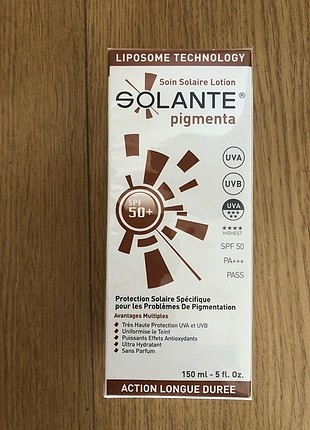 LIPOSOME TECHNOLOGY
Soin Solaire Lotion
SOLANTE®
pigmenta
UVA
UVB
UVA
★★★★
HIGHEST
SPF 50
PA+++
PASS
SPF
50+
Protection Solaire Spécifique
pour les Problèmes De Pigmentation
Avantages Multiples
• Très Haute Protection UVA et UVB
• Uniformise le Teint
• Puissants Effets Antioxydants
• Ultra Hydratant
• Sans Parfum
150 ml - 5 fl. Oz.
ACTION LONGUE DUREE